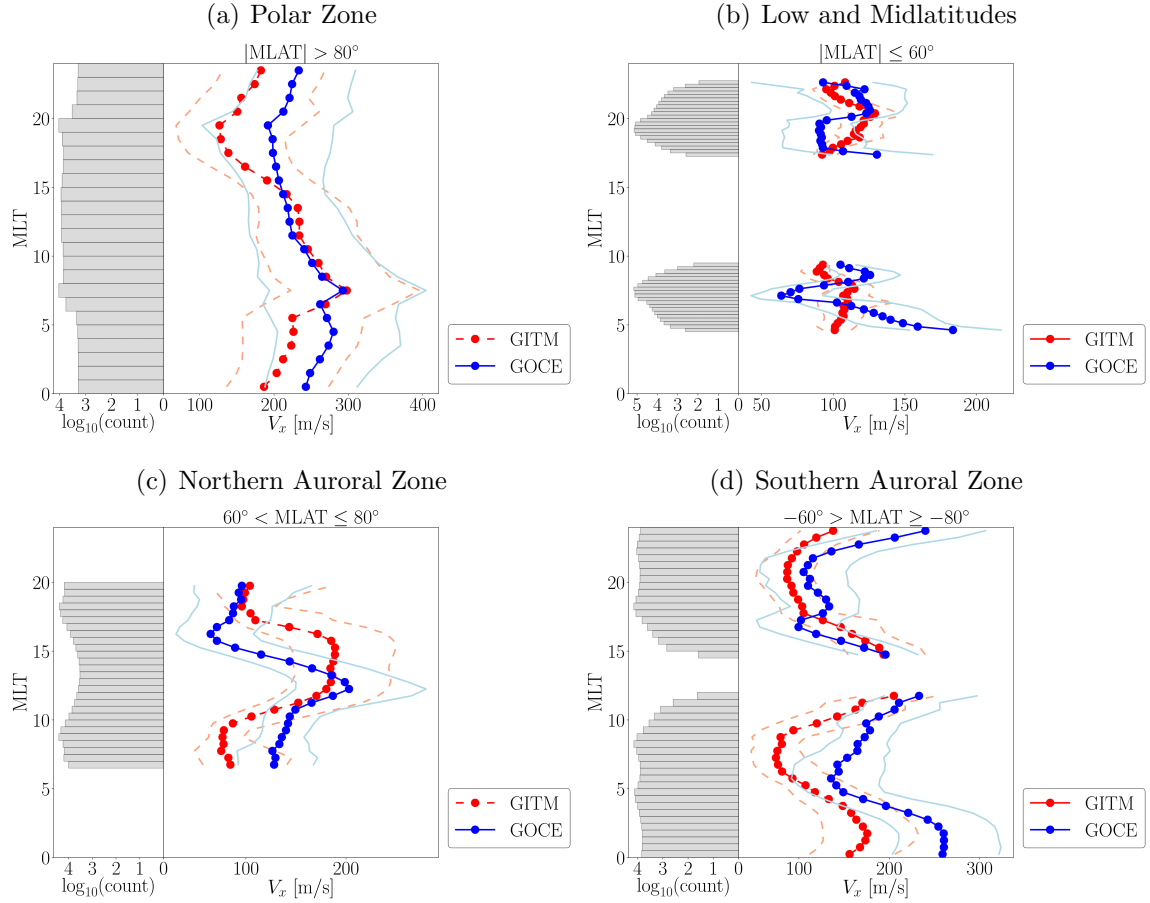 (a) Polar Zone
|MLAT| > 80°
MLT
20
15
10
5
0
4 3 2 1 0
log10(count)
100 200 300 400
Vx [m/s]
GITM
GOCE
(b) Low and Midlatitudes
|MLAT| ≤ 60°
MLT
20
15
10
5
0
5 4 3 2 1 0
log10(count)
50 100 150 200
Vx [m/s]
GITM
GOCE
(c) Northern Auroral Zone
60° < MLAT ≤ 80°
MLT
20
15
10
5
0
4 3 2 1 0
log10(count)
100 200
Vx [m/s]
GITM
GOCE
(d) Southern Auroral Zone
−60° > MLAT ≥ −80°
MLT
20
15
10
5
0
4 3 2 1 0
log10(count)
100 200 300
Vx [m/s]
GITM
GOCE